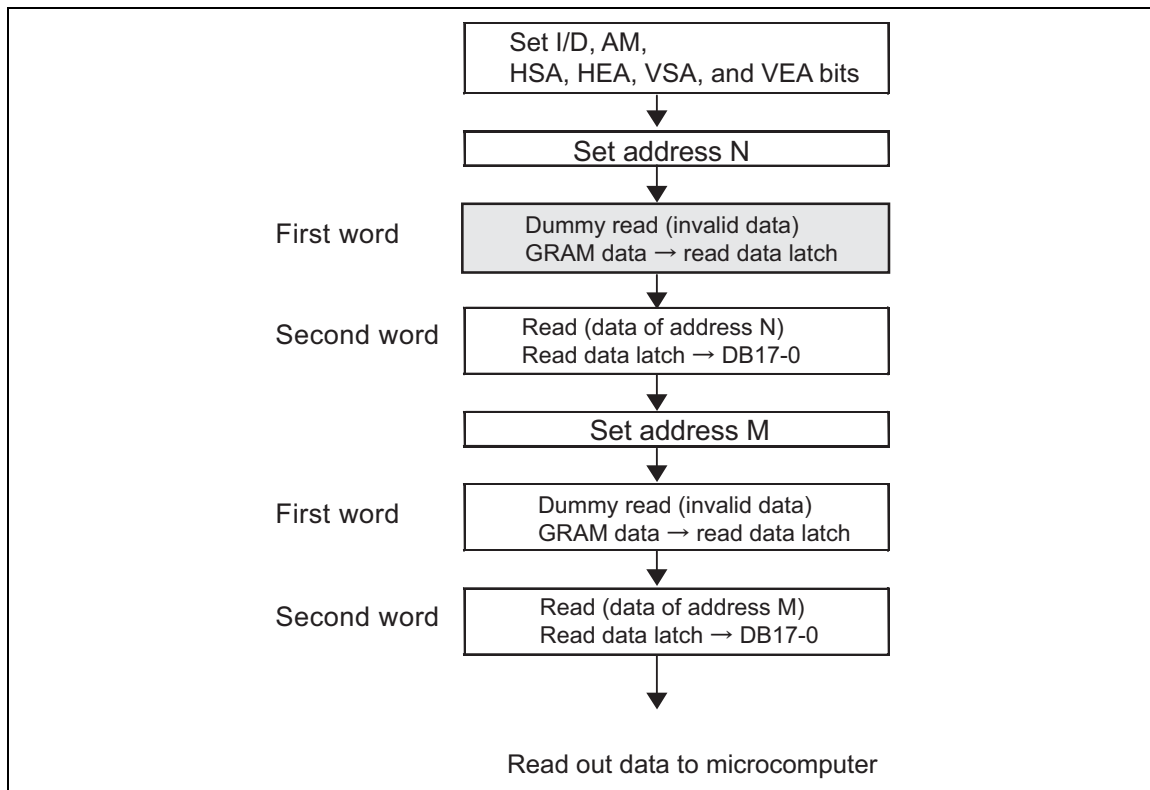 Set I/D, AM,
HSA, HEA, VSA, and VEA bits
Set address N
First word
Dummy read (invalid data)
GRAM data → read data latch
Second word
Read (data of address N)
Read data latch → DB17-0
Set address M
First word
Dummy read (invalid data)
GRAM data → read data latch
Second word
Read (data of address M)
Read data latch → DB17-0
Read out data to microcomputer